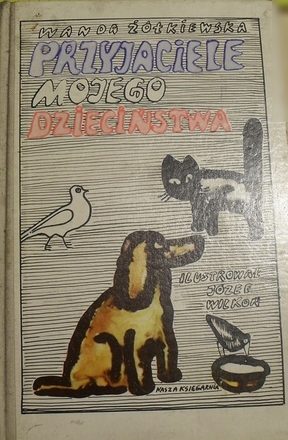 WANDA ŻÓŁKIEWSKA
PRZYJACIELE
MOJEGO
DZIECIŃSTWA
ILUSTROWAŁ
JÓZEF
WILKOŃ
NASZA KSIĘGARNIA